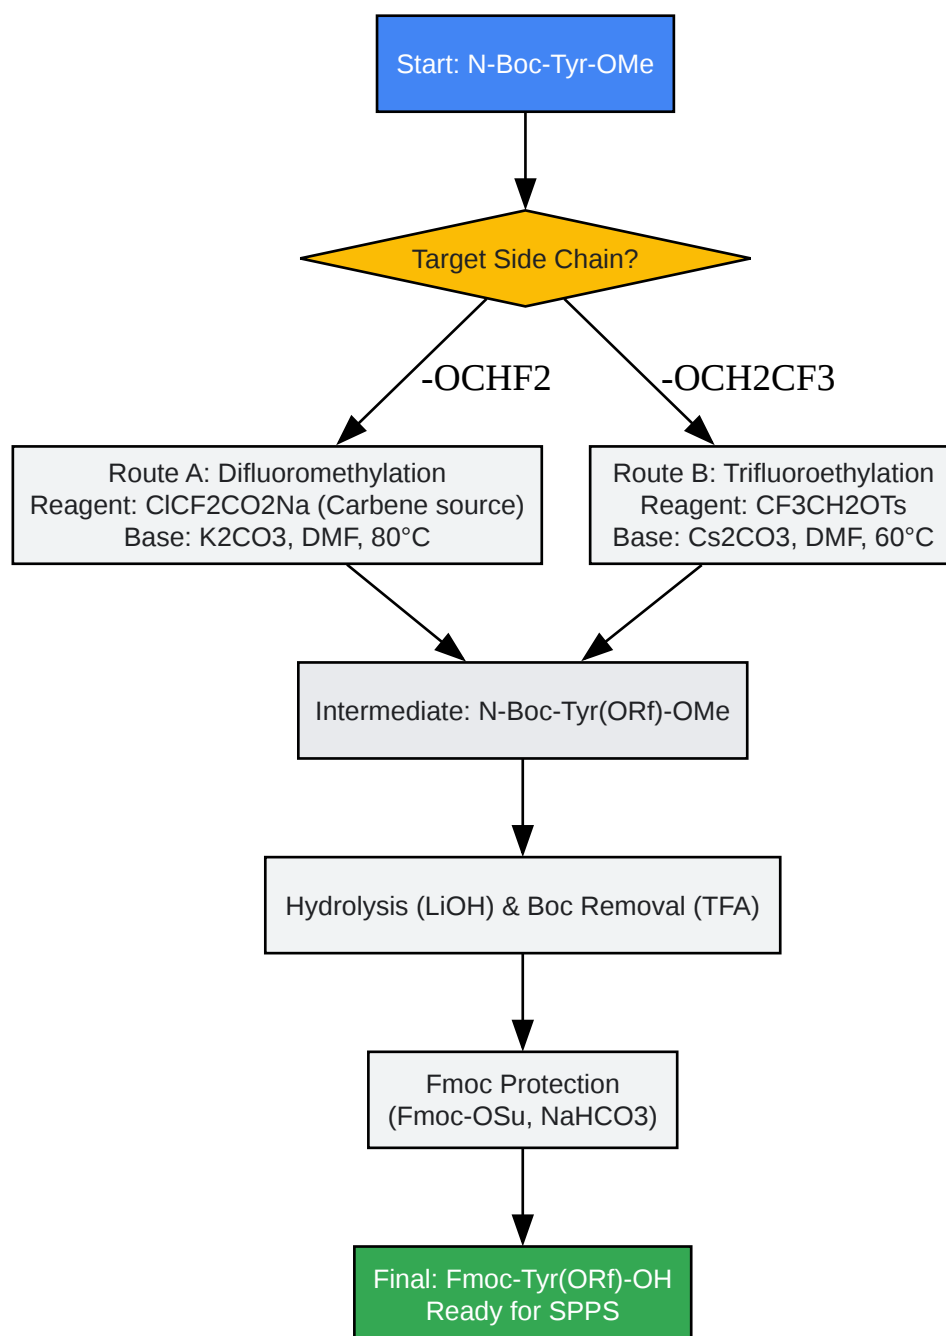 Start: N-Boc-Tyr-OMe
Target Side Chain?
-OCHF2
-OCH2CF3
Route A: Difluoromethylation
Reagent: ClCF2CO2Na (Carbene source)
Base: K2CO3, DMF, 80°C
Route B: Trifluoroethylation
Reagent: CF3CH2OTs
Base: Cs2CO3, DMF, 60°C
Intermediate: N-Boc-Tyr(ORf)-OMe
Hydrolysis (LiOH) & Boc Removal (TFA)
Fmoc Protection
(Fmoc-OSu, NaHCO3)
Final: Fmoc-Tyr(ORf)-OH
Ready for SPPS